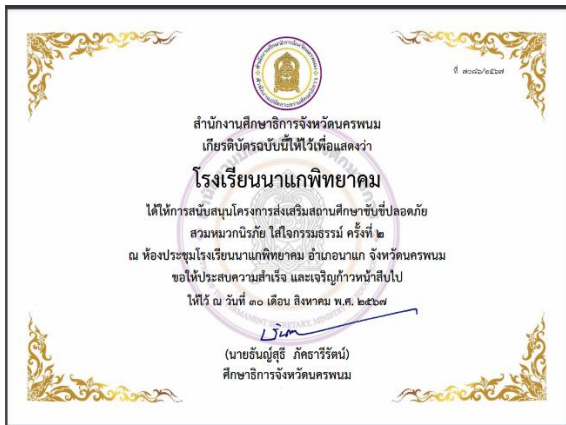 ที่ ๓๐๘๖/๒๕๖๗
สำนักงานศึกษาธิการจังหวัดนครพนม
เกียรติบัตรฉบับนี้ให้ไว้เพื่อแสดงว่า
โรงเรียนนาแกพิทยาคม
ได้ให้การสนับสนุนโครงการส่งเสริมสถานศึกษาขับขี่ปลอดภัย
สวมหมวกนิรภัย ใส่ใจกรรมธรรม์ ครั้งที่ ๒
ณ ห้องประชุมโรงเรียนนาแกพิทยาคม อำเภอนาแก จังหวัดนครพนม
ขอให้ประสบความสำเร็จ และเจริญก้าวหน้าสืบไป
ให้ไว้ ณ วันที่ ๓๐ เดือน สิงหาคม พ.ศ. ๒๕๖๗
(นายธันญ์สุธี ภัคธารีรัตน์)
ศึกษาธิการจังหวัดนครพนม